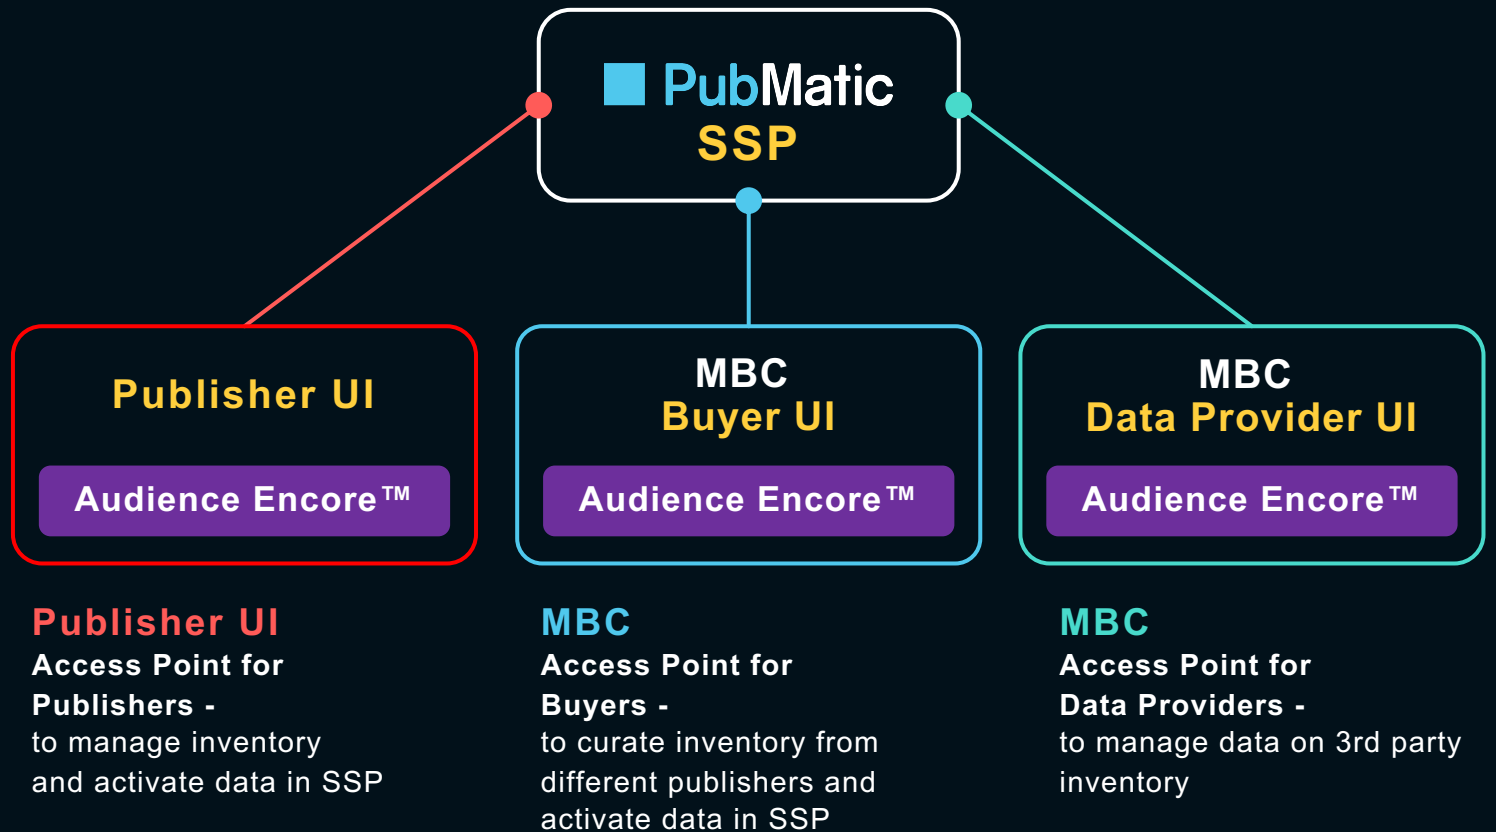 PubMatic
SSP
Publisher UI
Audience Encore™
MBC
Buyer UI
Audience Encore™
MBC
Data Provider UI
Audience Encore™
Publisher UI
Access Point for
Publishers -
to manage inventory
and activate data in SSP
MBC
Access Point for
Buyers -
to curate inventory from
different publishers and
activate data in SSP
MBC
Access Point for
Data Providers -
to manage data on 3rd party
inventory